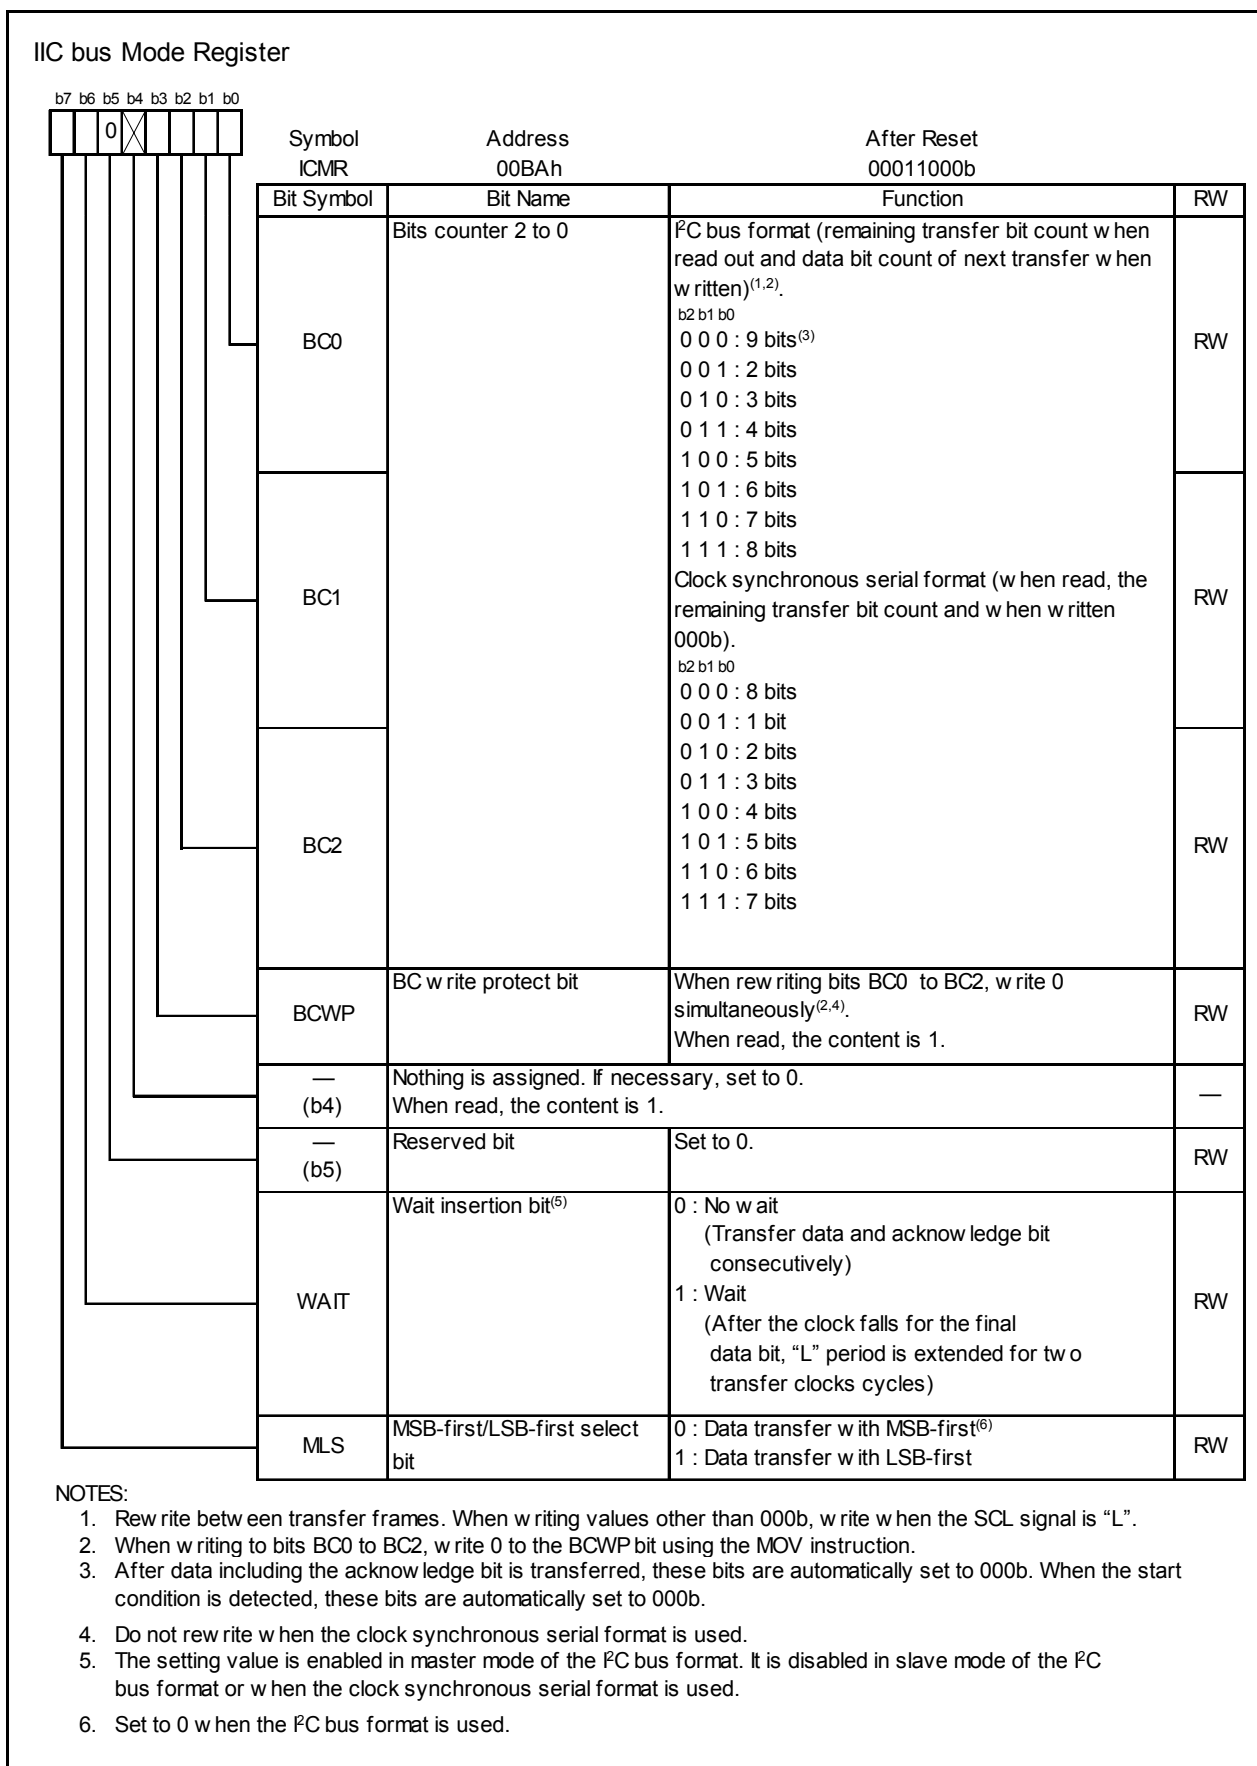 IIC bus Mode Register
b7 b6 b5 b4 b3 b2 b1 b0
0
Symbol Address After Reset
ICMR 00BAh 00011000b
Bit Symbol Bit Name Function RW
BC0 Bits counter 2 to 0 I²C bus format (remaining transfer bit count when
read out and data bit count of next transfer when
written)(1,2).
b2 b1 b0
0 0 0 : 9 bits(3) RW
0 0 1 : 2 bits
0 1 0 : 3 bits
0 1 1 : 4 bits
1 0 0 : 5 bits
BC1 1 0 1 : 6 bits
1 1 0 : 7 bits
1 1 1 : 8 bits
Clock synchronous serial format (when read, the
remaining transfer bit count and when written RW
000b).
b2 b1 b0
0 0 0 : 8 bits
0 0 1 : 1 bit
BC2 0 1 0 : 2 bits
0 1 1 : 3 bits
1 0 0 : 4 bits
1 0 1 : 5 bits RW
1 1 0 : 6 bits
1 1 1 : 7 bits
BCWP BC write protect bit When rewriting bits BC0 to BC2, write 0
simultaneously(2,4). RW
When read, the content is 1.
— Nothing is assigned. If necessary, set to 0. —
(b4) When read, the content is 1.
— Reserved bit Set to 0. RW
(b5)
WAIT Wait insertion bit(5) 0 : No wait
(Transfer data and acknowledge bit
consecutively)
1 : Wait RW
(After the clock falls for the final
data bit, “L” period is extended for two
transfer clocks cycles)
MLS MSB-first/LSB-first select 0 : Data transfer with MSB-first(6) RW
bit 1 : Data transfer with LSB-first
NOTES:
1. Rewrite between transfer frames. When writing values other than 000b, write when the SCL signal is “L”.
2. When writing to bits BC0 to BC2, write 0 to the BCWP bit using the MOV instruction.
3. After data including the acknowledge bit is transferred, these bits are automatically set to 000b. When the start
condition is detected, these bits are automatically set to 000b.
4. Do not rewrite when the clock synchronous serial format is used.
5. The setting value is enabled in master mode of the I²C bus format. It is disabled in slave mode of the I²C
bus format or when the clock synchronous serial format is used.
6. Set to 0 when the I²C bus format is used.